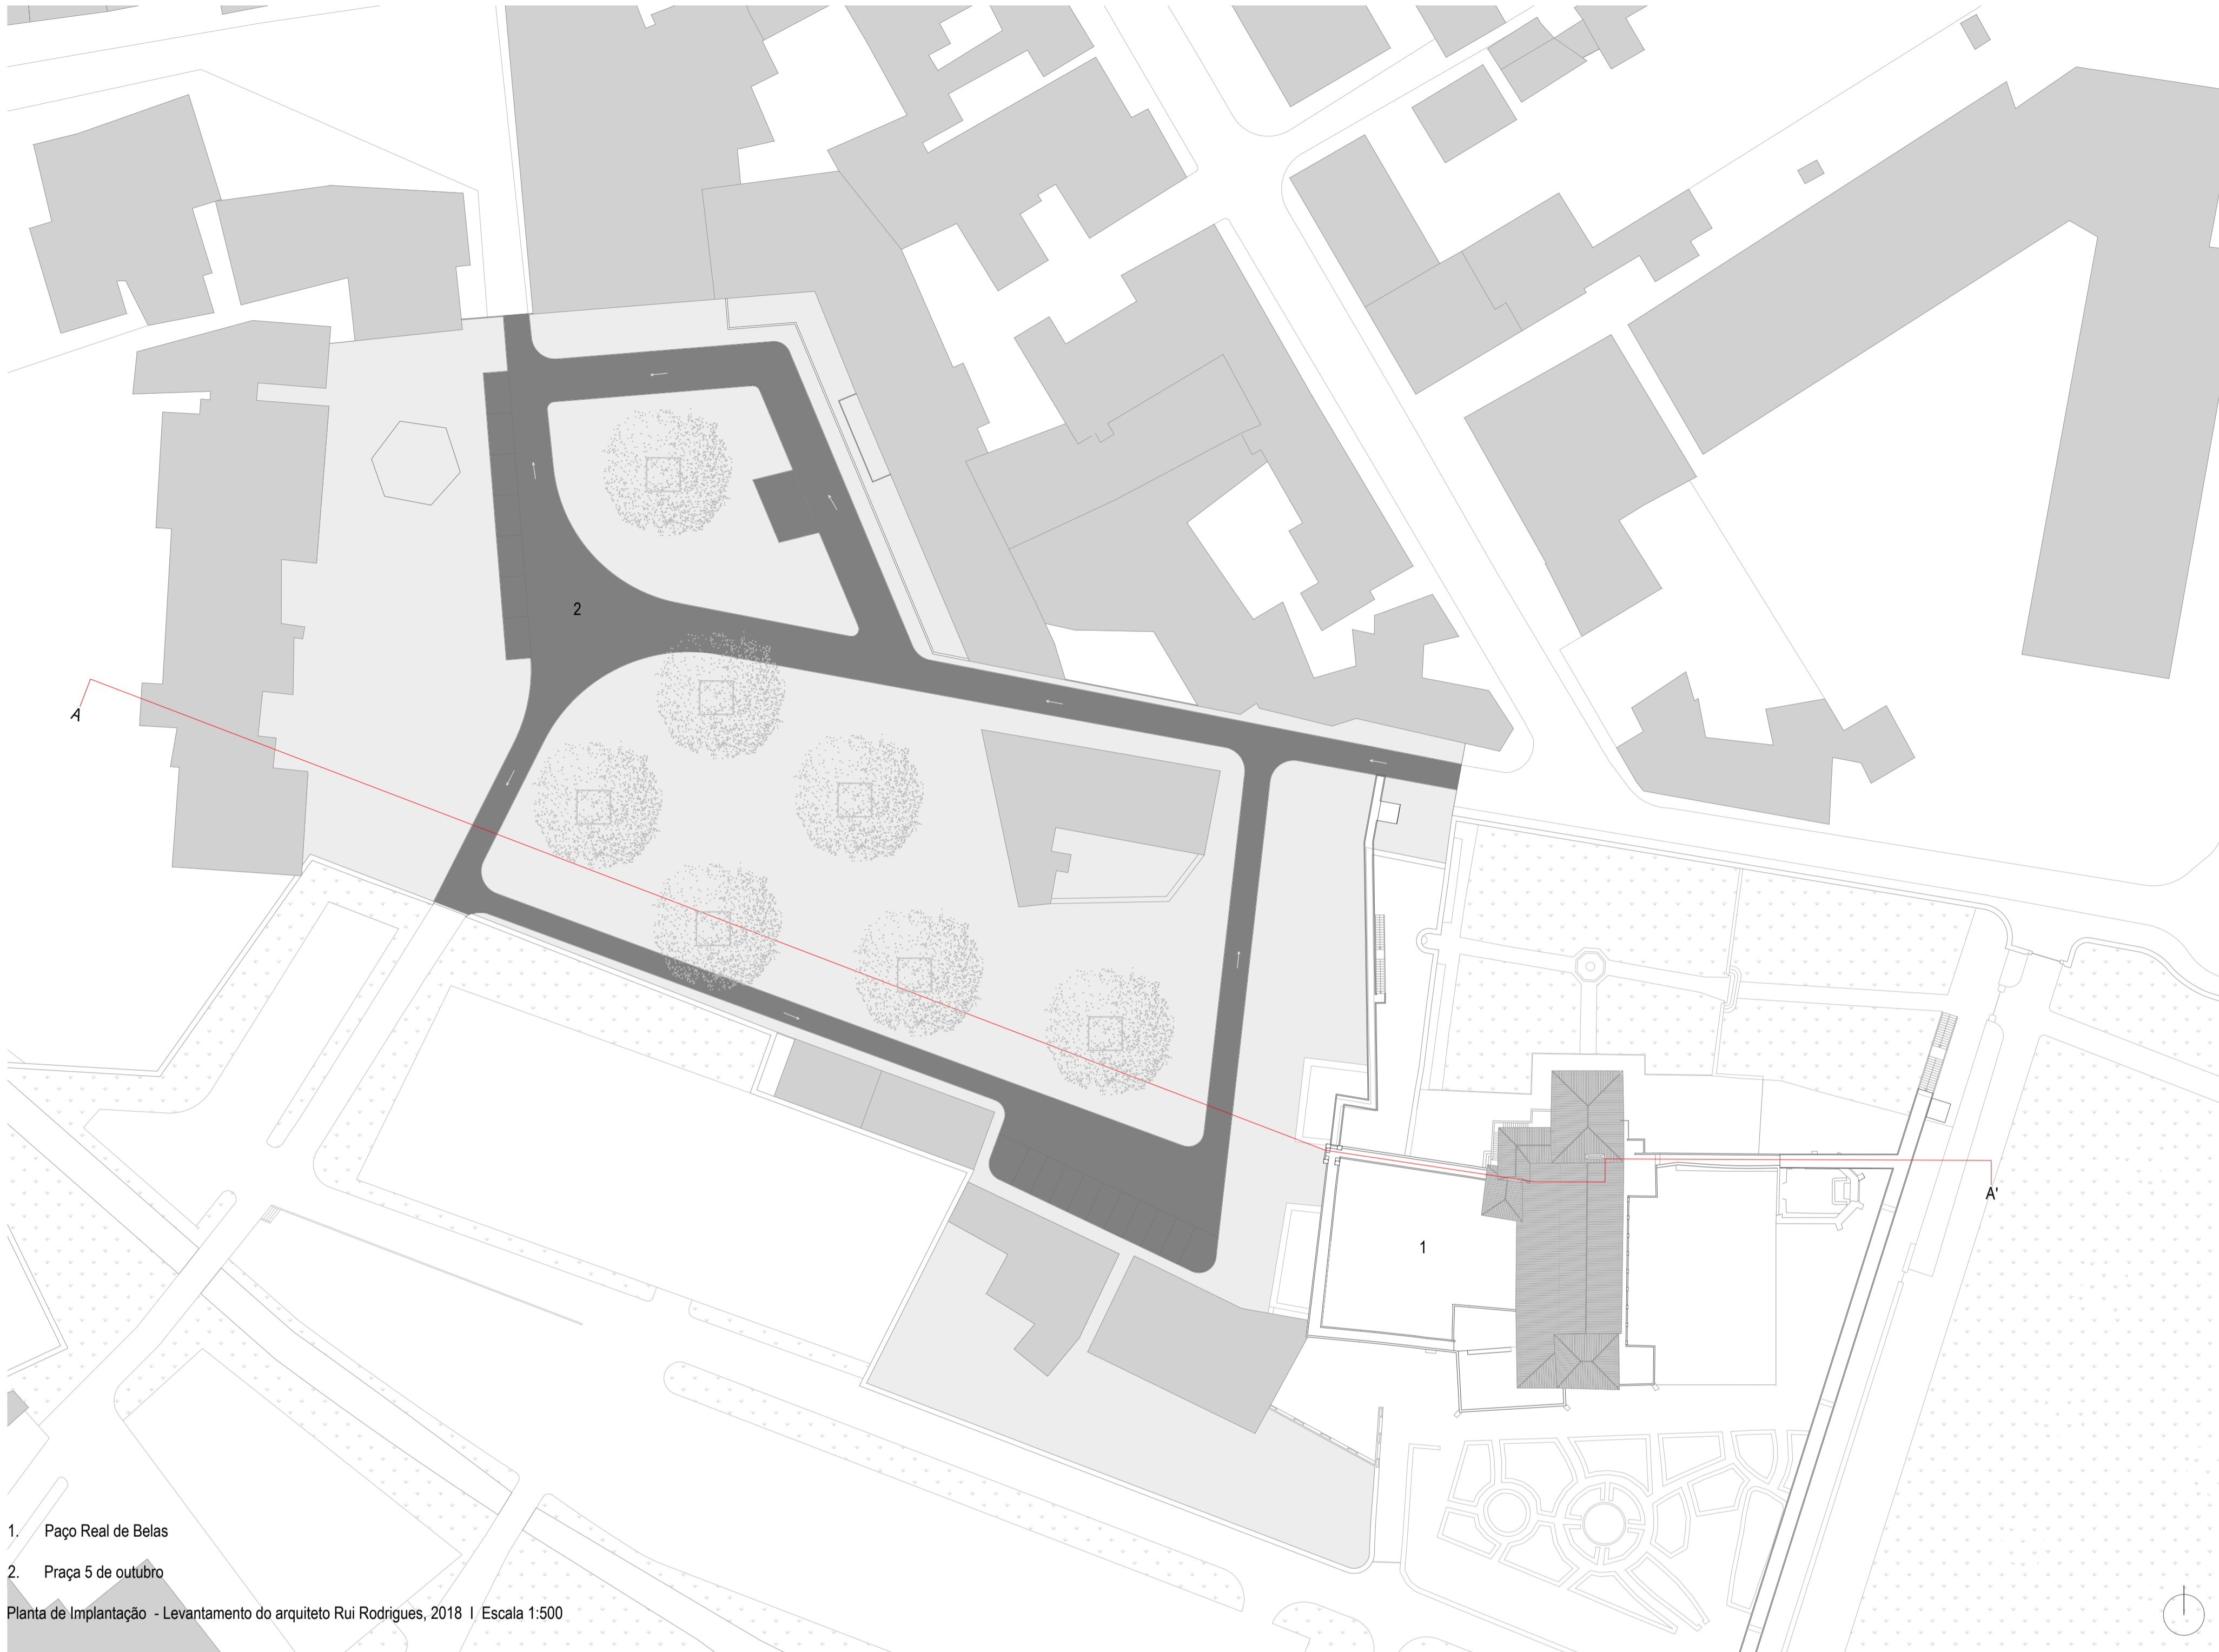 2
A
A'
1
1. Paço Real de Belas
2. Praça 5 de outubro
Planta de Implantação - Levantamento do arquiteto Rui Rodrigues, 2018 I Escala 1:500